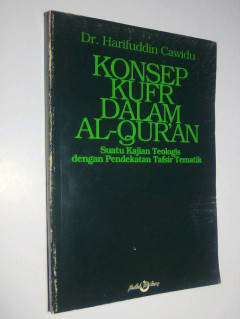 Dr. Harifuddin Cawidu
KONSEP
KUFR
DALAM
AL-QUR'AN
Suatu Kajian Teologis
dengan Pendekatan Tafsir Tematik